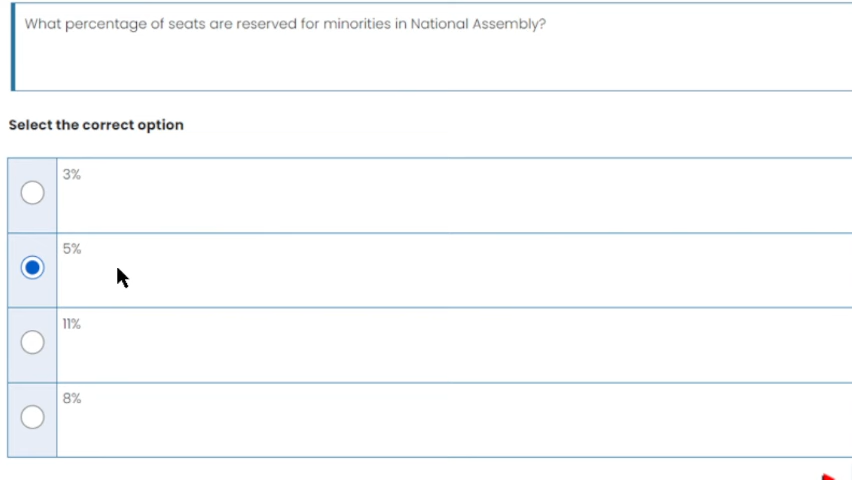 What percentage of seats are reserved for minorities in National Assembly?
Select the correct option
3%
5%
11%
8%